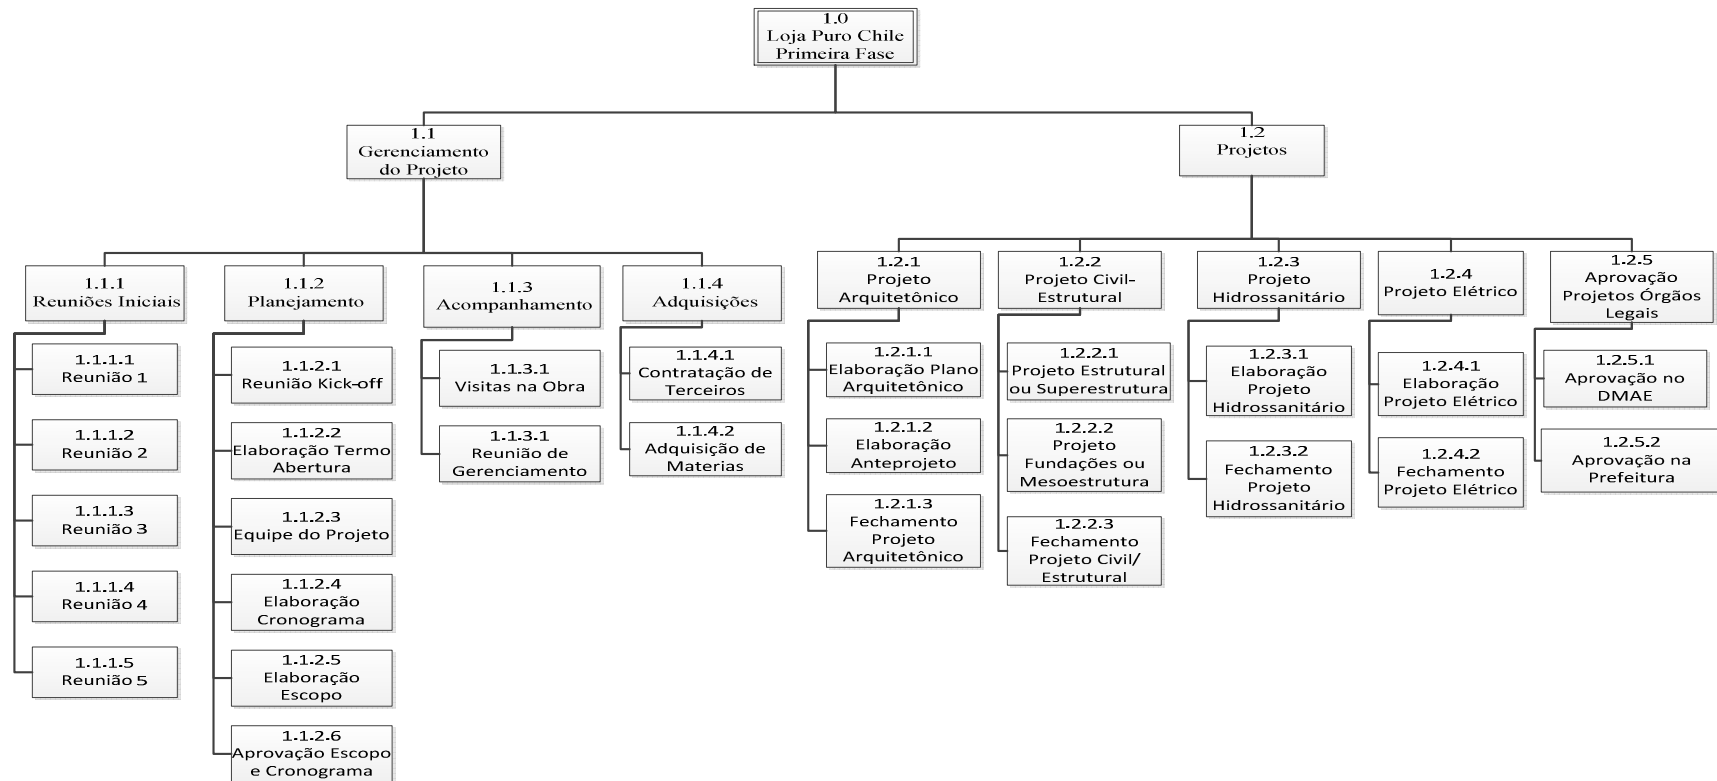 1.0
Loja Puro Chile
Primeira Fase
1.1
Gerenciamento
do Projeto
1.2
Projetos
1.1.1
Reuniões Iniciais
1.1.2
Planejamento
1.1.3
Acompanhamento
1.1.4
Adquisições
1.2.1
Projeto
Arquitetônico
1.2.2
Projeto Civil-
Estrutural
1.2.3
Projeto
Hidrossanitário
1.2.4
Projeto Elétrico
1.2.5
Aprovação
Projetos Órgãos
Legais
1.1.1.1
Reunião 1
1.1.1.2
Reunião 2
1.1.1.3
Reunião 3
1.1.1.4
Reunião 4
1.1.1.5
Reunião 5
1.1.2.1
Reunião Kick-off
1.1.2.2
Elaboração Termo
Abertura
1.1.2.3
Equipe do Projeto
1.1.2.4
Elaboração
Cronograma
1.1.2.5
Elaboração
Escopo
1.1.2.6
Aprovação Escopo
e Cronograma
1.1.3.1
Visitas na Obra
1.1.3.1
Reunião de
Gerenciamento
1.1.4.1
Contratação de
Terceiros
1.1.4.2
Adquisição de
Materias
1.2.1.1
Elaboração Plano
Arquitetônico
1.2.1.2
Elaboração
Anteprojeto
1.2.1.3
Fechamento
Projeto
Arquitetônico
1.2.2.1
Projeto Estrutural
ou Superestrutura
1.2.2.2
Projeto
Fundações ou
Mesoestrutura
1.2.2.3
Fechamento
Projeto Civil/
Estrutural
1.2.3.1
Elaboração
Projeto
Hidrossanitário
1.2.3.2
Fechamento
Projeto
Hidrossanitário
1.2.4.1
Elaboração
Projeto Elétrico
1.2.4.2
Fechamento
Projeto Elétrico
1.2.5.1
Aprovação no
DMAE
1.2.5.2
Aprovação na
Prefeitura